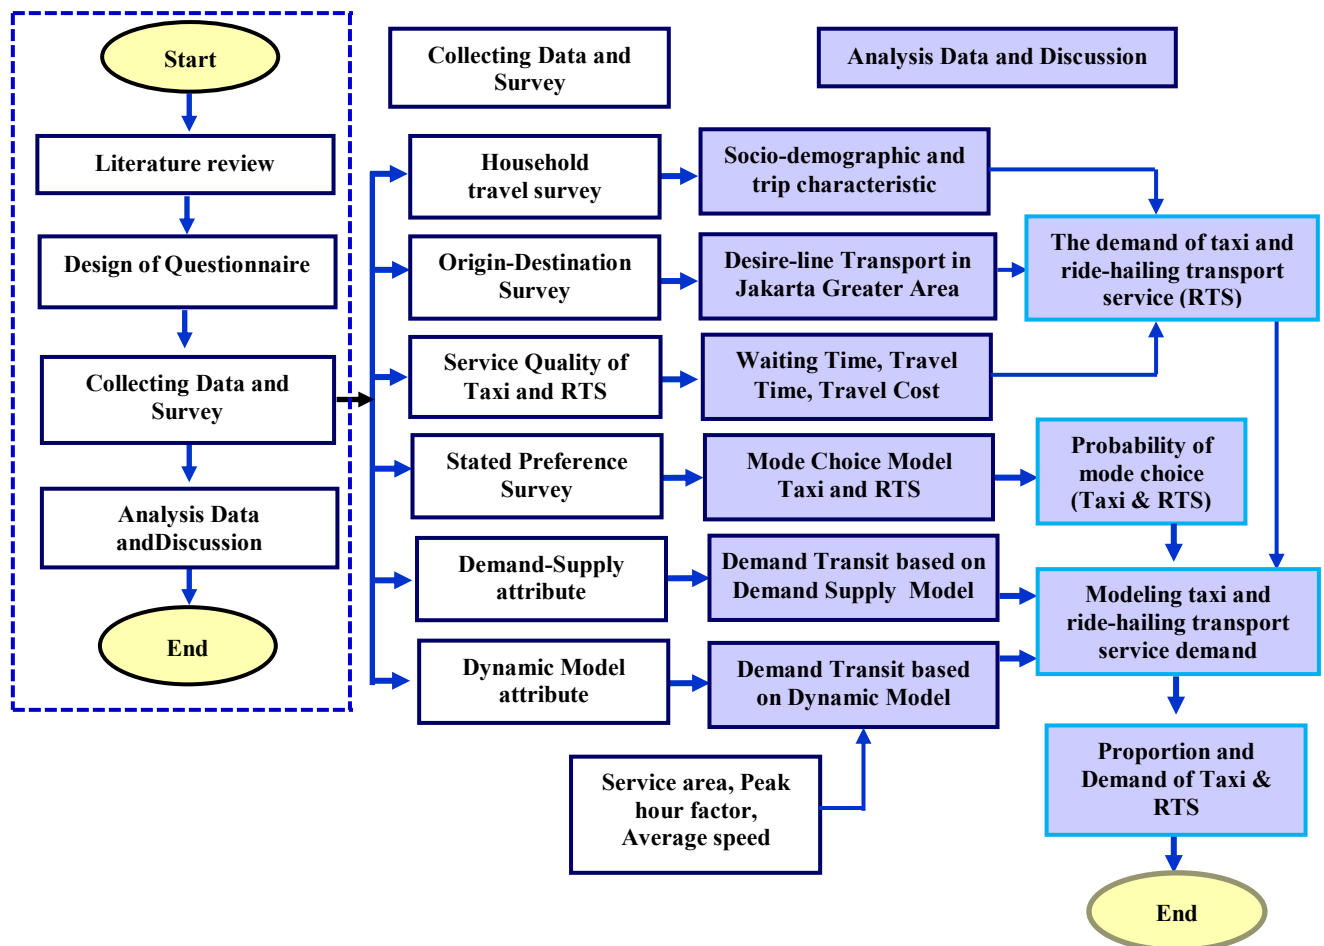 Start
Literature review
Design of Questionnaire
Collecting Data and
Survey
Analysis Data
andDiscussion
End
Collecting Data and
Survey
Analysis Data and Discussion
Household
travel survey
Socio-demographic and
trip characteristic
Origin-Destination
Survey
Desire-line Transport in
Jakarta Greater Area
The demand of taxi and
ride-hailing transport
service (RTS)
Service Quality of
Taxi and RTS
Waiting Time, Travel
Time, Travel Cost
Stated Preference
Survey
Mode Choice Model
Taxi and RTS
Probability of
mode choice
(Taxi & RTS)
Demand-Supply
attribute
Demand Transit based on
Demand Supply Model
Modeling taxi and
ride-hailing transport
service demand
Dynamic Model
attribute
Demand Transit based
on Dynamic Model
Service area, Peak
hour factor,
Average speed
Proportion and
Demand of Taxi &
RTS
End